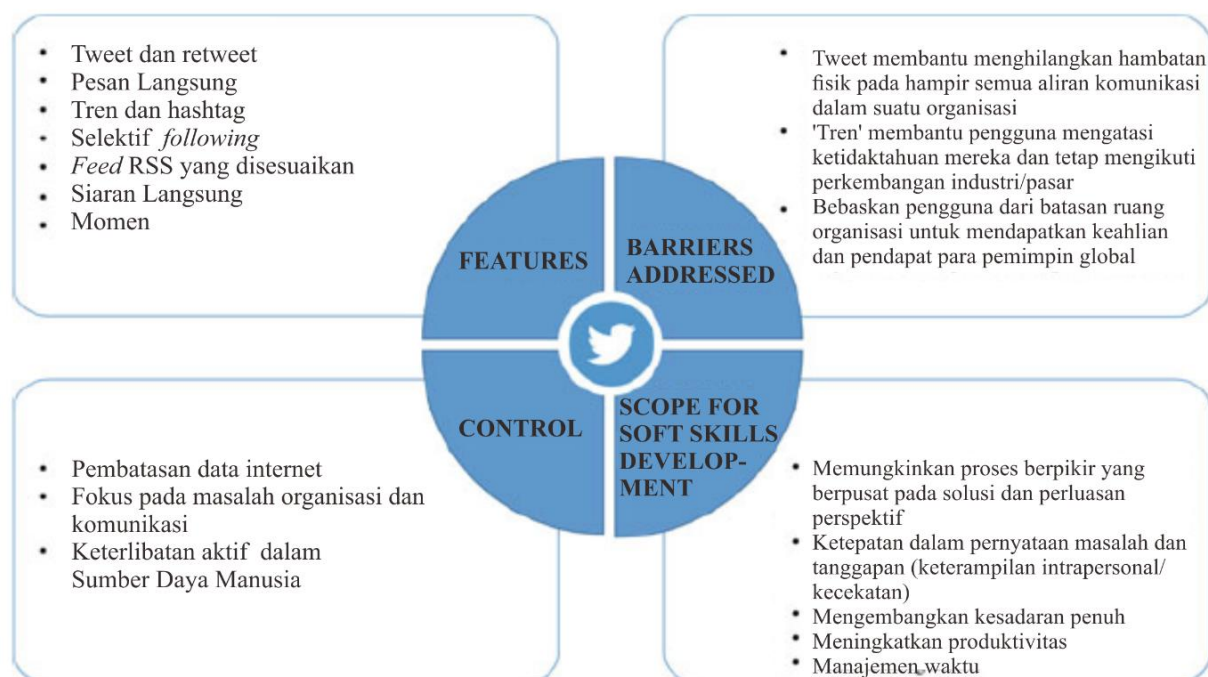 • Tweet dan retweet
• Pesan Langsung
• Tren dan hashtag
• Selektif following
• Feed RSS yang disesuaikan
• Siaran Langsung
• Momen
• Tweet membantu menghilangkan hambatan
fisik pada hampir semua aliran komunikasi
dalam suatu organisasi
• 'Tren' membantu pengguna mengatasi
ketidaktahuan mereka dan tetap mengikuti
perkembangan industri/pasar
• Bebaskan pengguna dari batasan ruang
organisasi untuk mendapatkan keahlian
dan pendapat para pemimpin global
FEATURES
BARRIERS
ADDRESSED
CONTROL
SCOPE FOR
SOFT SKILLS
DEVELOP-
MENT
• Pembatasan data internet
• Fokus pada masalah organisasi dan
komunikasi
• Keterlibatan aktif dalam
Sumber Daya Manusia
• Memungkinkan proses berpikir yang
berpusat pada solusi dan perluasan
perspektif
• Ketepatan dalam pernyataan masalah dan
tanggapan (keterampilan intrapersonal/
kecekatan)
• Mengembangkan kesadaran penuh
• Meningkatkan produktivitas
• Manajemen waktu